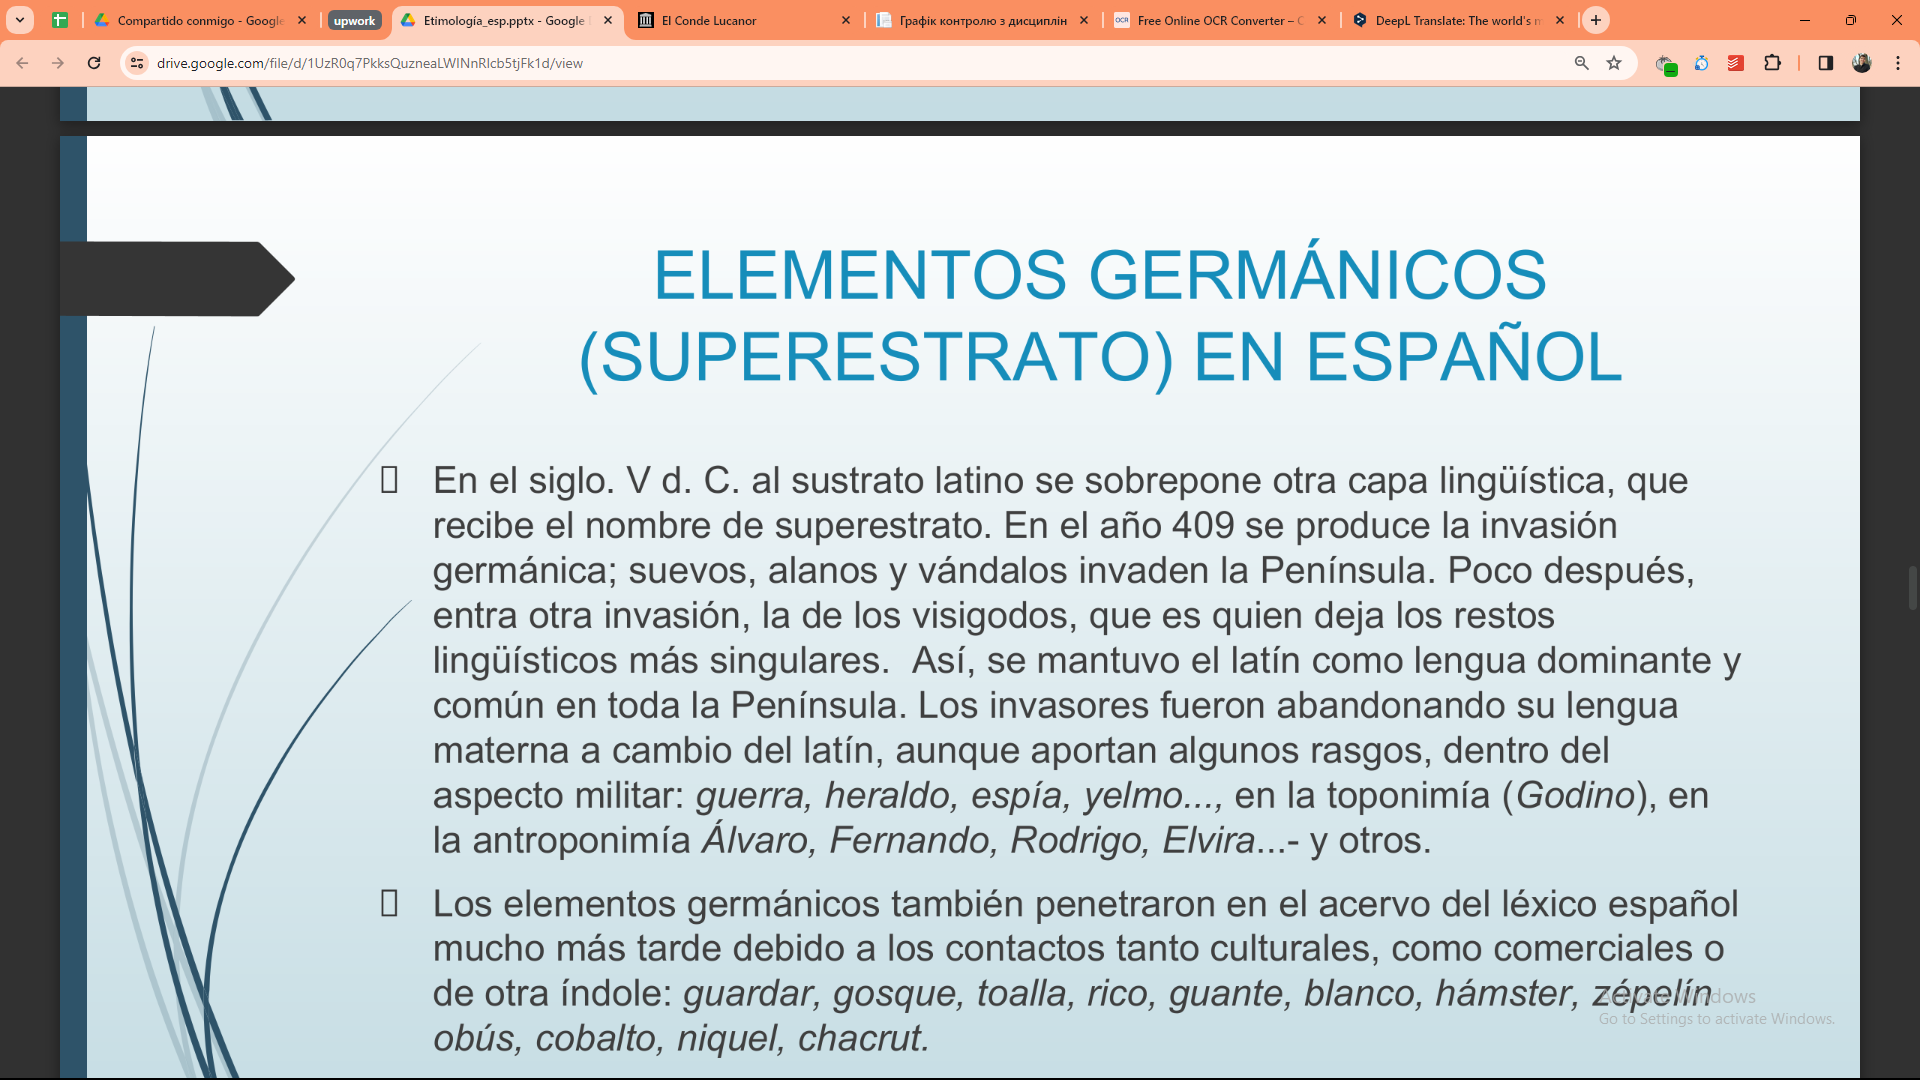 Compartido conmigo - Google
upwork
Etimología_esp.pptx - Google
El Conde Lucanor
Графік контролю з дисциплін
Free Online OCR Converter – C
DeepL Translate: The world's m
drive.google.com/file/d/1UzR0q7PkksQuzneaLWINnRlcb5tjFk1d/view
ELEMENTOS GERMÁNICOS
(SUPERESTRATO) EN ESPAÑOL
En el siglo. V d. C. al sustrato latino se sobrepone otra capa lingüística, que
recibe el nombre de superestrato. En el año 409 se produce la invasión
germánica; suevos, alanos y vándalos invaden la Península. Poco después,
entra otra invasión, la de los visigodos, que es quien deja los restos
lingüísticos más singulares. Así, se mantuvo el latín como lengua dominante y
común en toda la Península. Los invasores fueron abandonando su lengua
materna a cambio del latín, aunque aportan algunos rasgos, dentro del
aspecto militar: guerra, heraldo, espía, yelmo..., en la toponimía (Godino), en
la antroponimía Álvaro, Fernando, Rodrigo, Elvira...- y otros.
Los elementos germánicos también penetraron en el acervo del léxico español
mucho más tarde debido a los contactos tanto culturales, como comerciales o
de otra índole: guardar, gosque, toalla, rico, guante, blanco, hámster, zépelín
obús, cobalto, niquel, chacrut.
Activate Windows
Go to Settings to activate Windows.